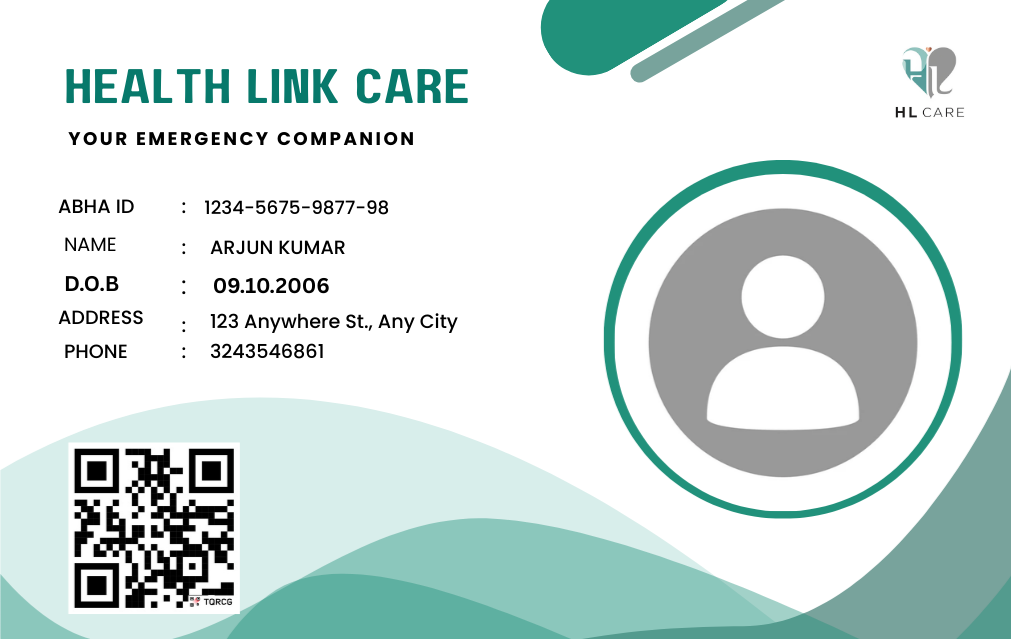 HEALTH LINK CARE
YOUR EMERGENCY COMPANION
HL
HL CARE
ABHA ID : 1234-5675-9877-98
NAME : ARJUN KUMAR
D.O.B : 09.10.2006
ADDRESS : 123 Anywhere St., Any City
PHONE : 3243546861
TQRCG